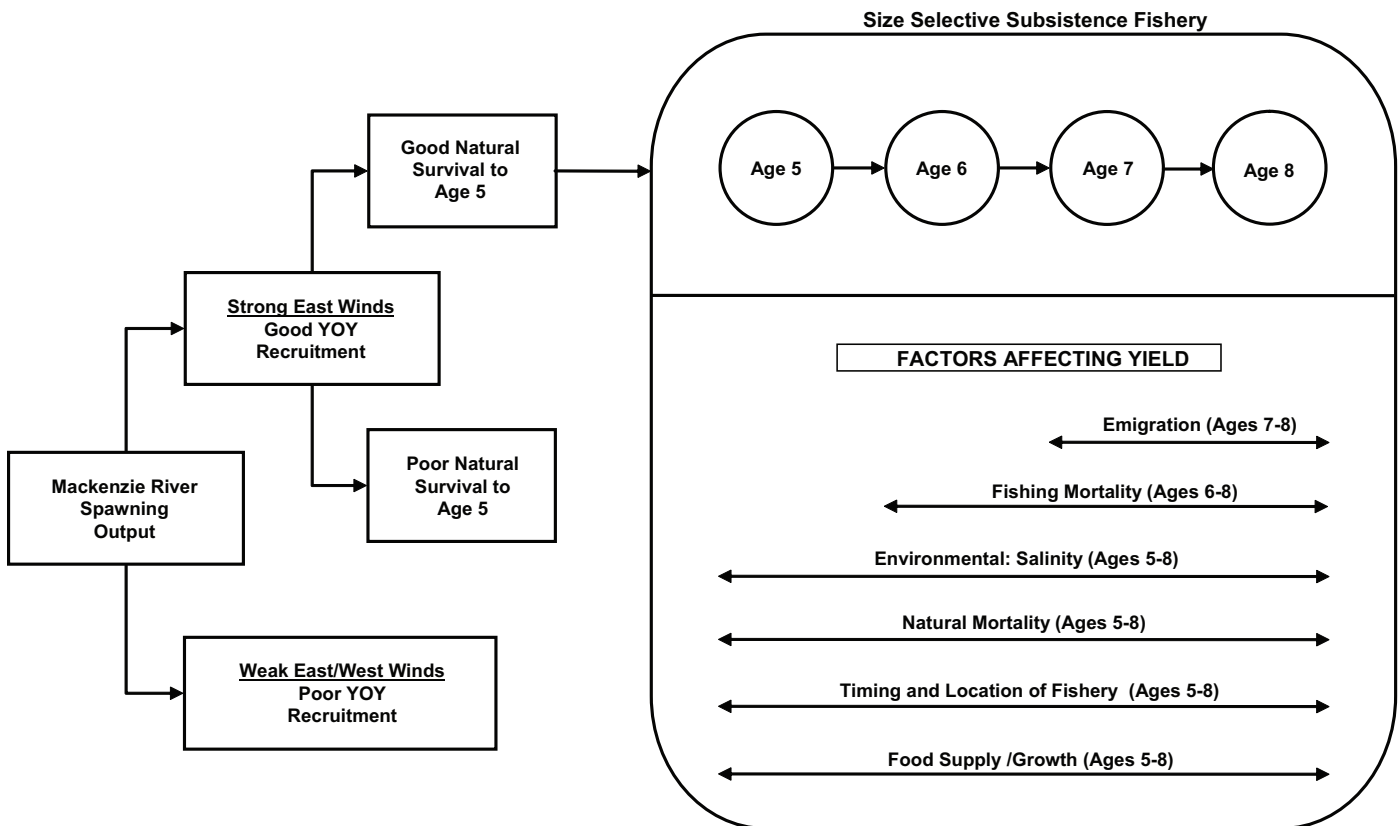 Size Selective Subsistence Fishery
Good Natural
Survival to
Age 5
Age 5
Age 6
Age 7
Age 8
Strong East Winds
Good YOY
Recruitment
FACTORS AFFECTING YIELD
Emigration (Ages 7-8)
Poor Natural
Survival to
Age 5
Mackenzie River
Spawning
Output
Fishing Mortality (Ages 6-8)
Environmental: Salinity (Ages 5-8)
Natural Mortality (Ages 5-8)
Weak East/West Winds
Poor YOY
Recruitment
Timing and Location of Fishery (Ages 5-8)
Food Supply /Growth (Ages 5-8)